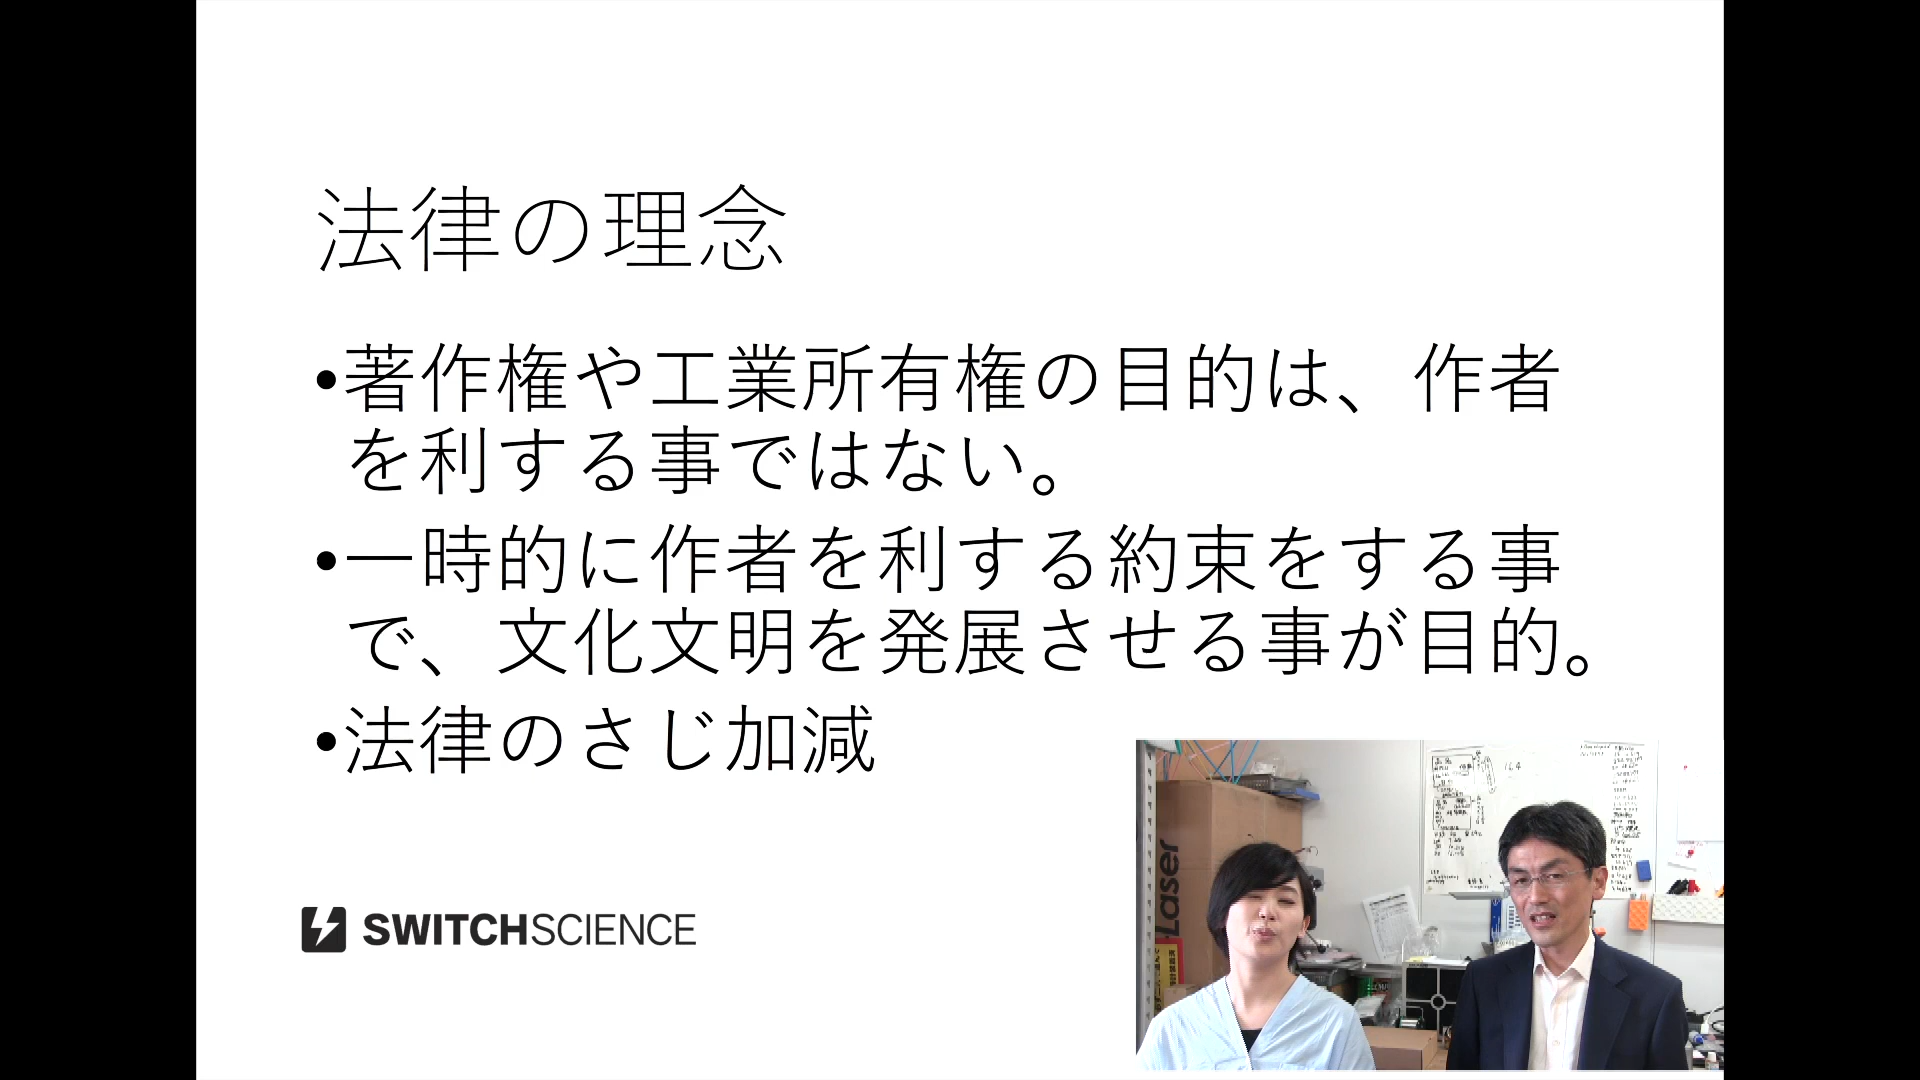 法律の理念
•著作権や工業所有権の目的は、作者
を利する事ではない。
•一時的に作者を利する約束をする事
で、文化文明を発展させる事が目的。
•法律のさじ加減
SWITCHSCIENCE
Laser
16.4